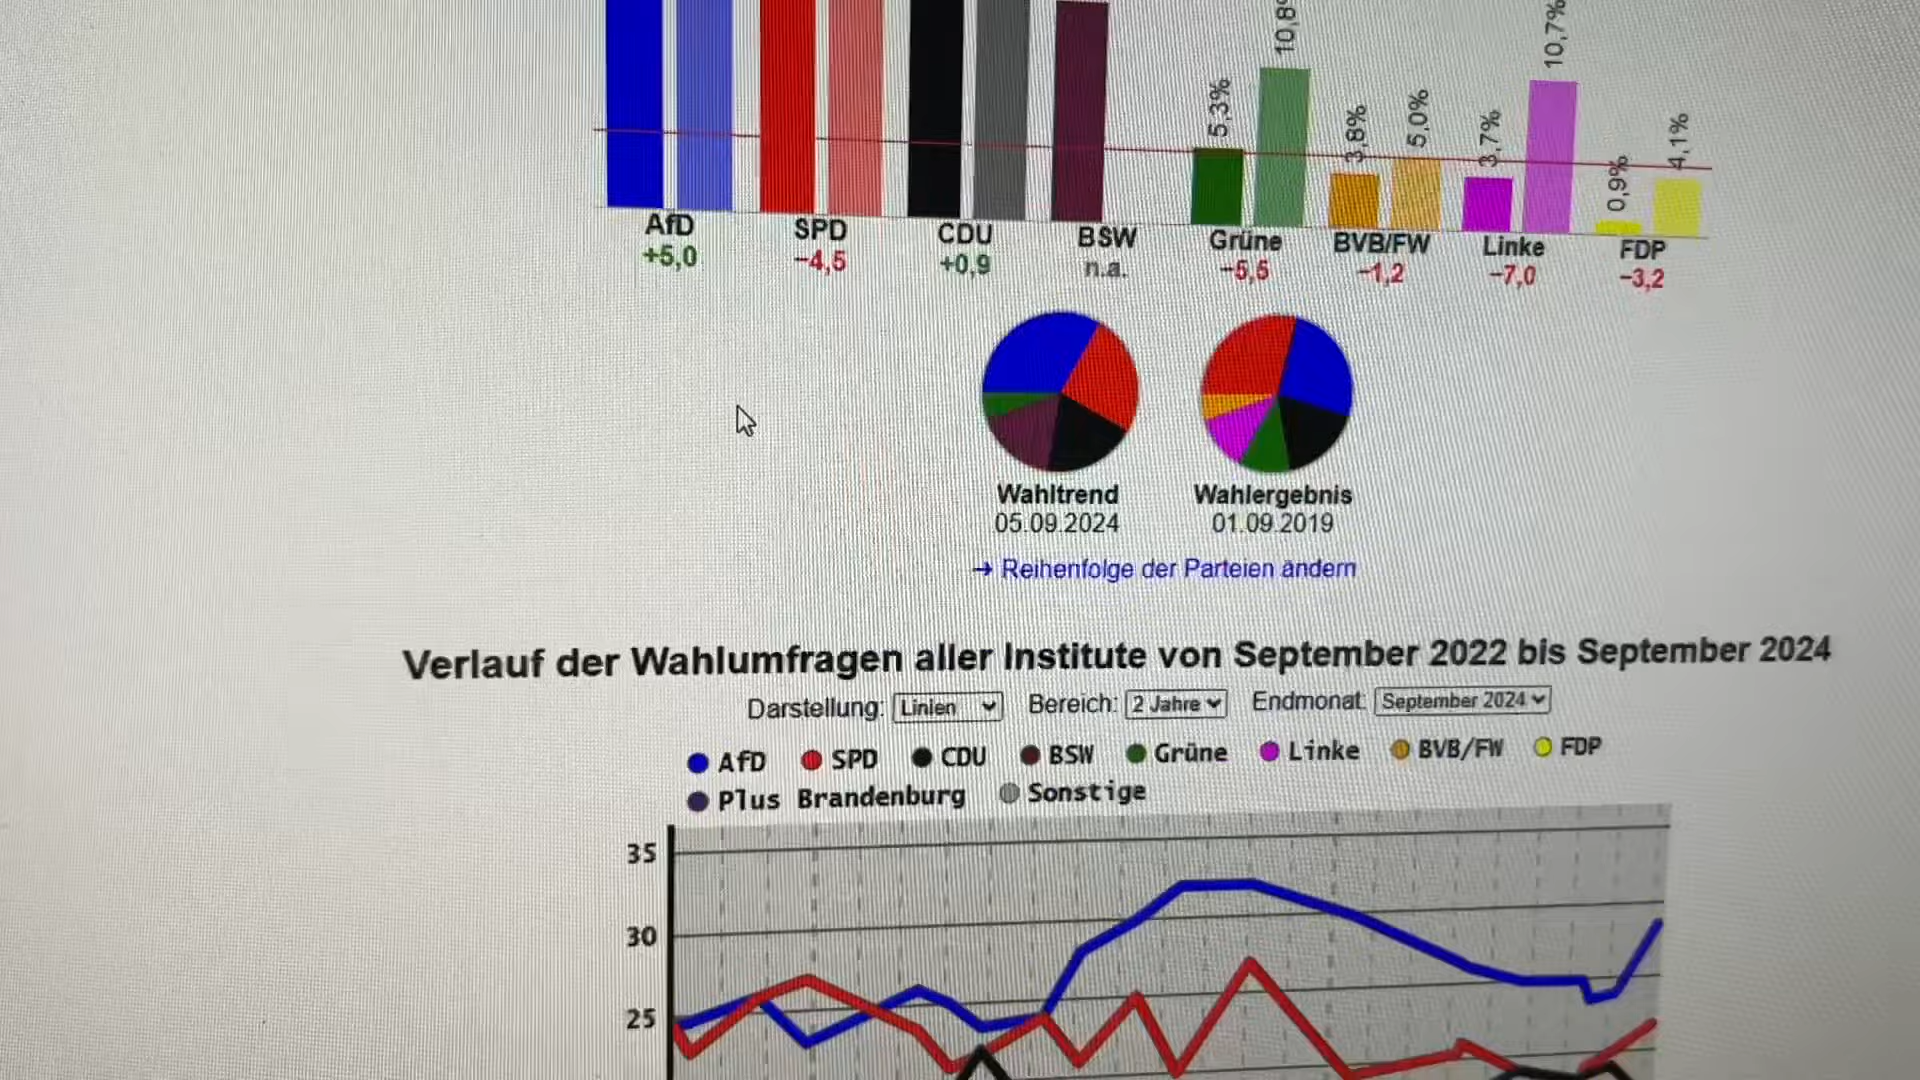 10,8%
10,7%
5,3%
3,8%
5,0%
3,7%
0,9%
4,1%
AfD SPD CDU BSW Grüne BVB/FW Linke FDP
+5,0 −4,5 +0,9 n.a. −5,5 −1,2 −7,0 −3,2
Wahltrend Wahlergebnis
05.09.2024 01.09.2019
→ Reihenfolge der Parteien ändern
Verlauf der Wahlumfragen aller Institute von September 2022 bis September 2024
Darstellung: Linien Bereich: 2 Jahre Endmonat: September 2024
AfD SPD CDU BSW Grüne Linke BVB/FW FDP
Plus Brandenburg Sonstige
35
30
25